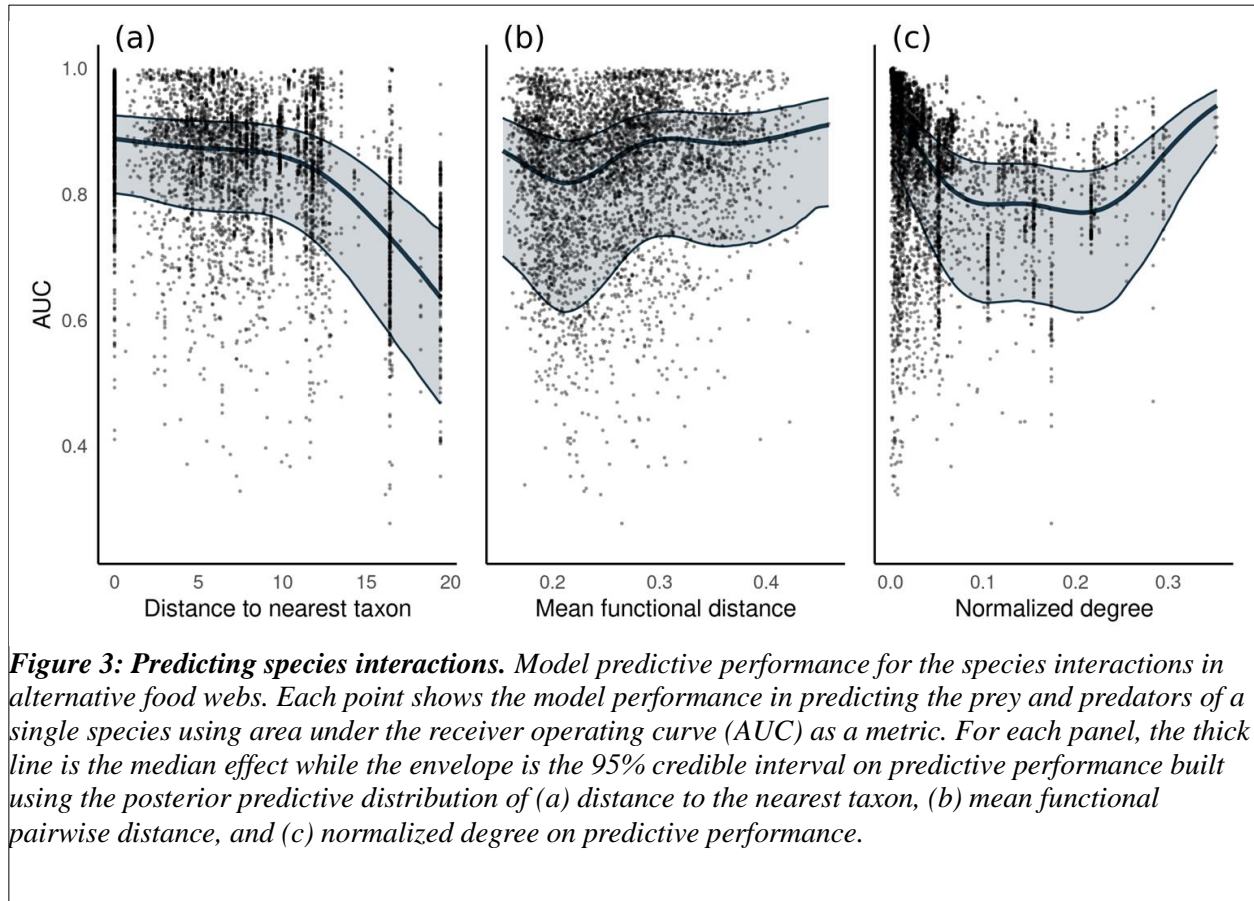 (a) (b) (c)
1.0
0.8
0.6
0.4
AUC
0 5 10 15 20 0.2 0.3 0.4 0.0 0.1 0.2 0.3
Distance to nearest taxon Mean functional distance Normalized degree
Figure 3: Predicting species interactions. Model predictive performance for the species interactions in
alternative food webs. Each point shows the model performance in predicting the prey and predators of a
single species using area under the receiver operating curve (AUC) as a metric. For each panel, the thick
line is the median effect while the envelope is the 95% credible interval on predictive performance built
using the posterior predictive distribution of (a) distance to the nearest taxon, (b) mean functional
pairwise distance, and (c) normalized degree on predictive performance.